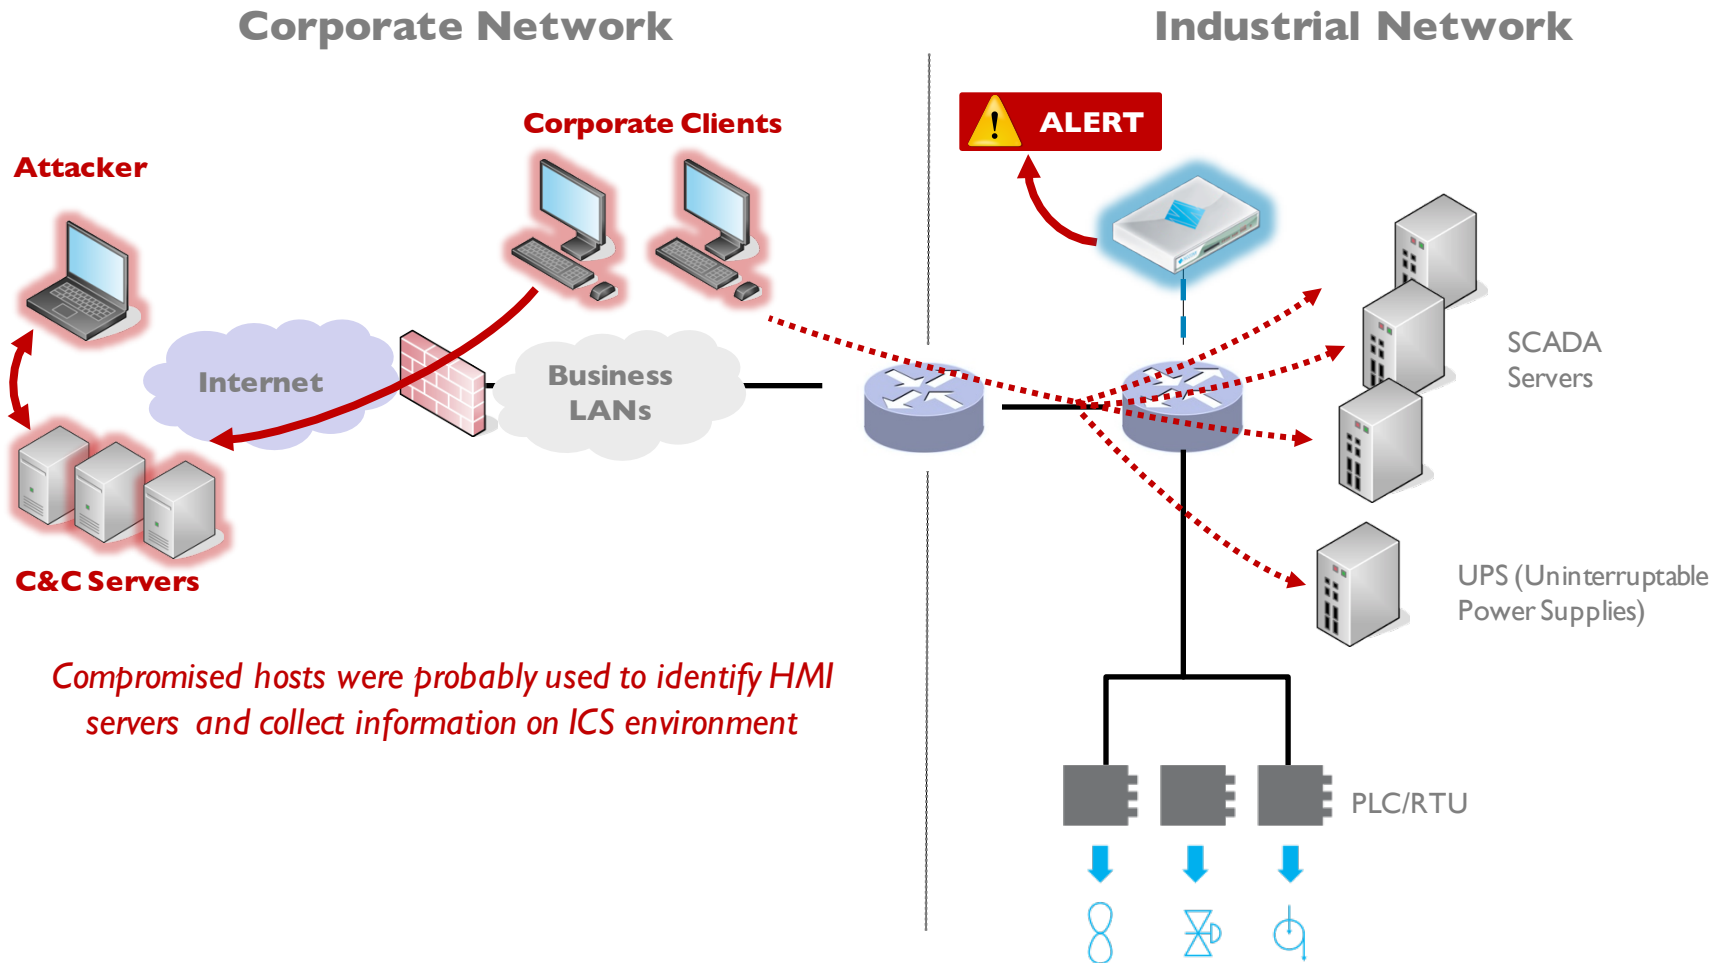 Corporate Network
Industrial Network
ALERT
Corporate Clients
Attacker
Internet
Business
LANs
SCADA
Servers
C&C Servers
UPS (Uninterruptable
Power Supplies)
Compromised hosts were probably used to identify HMI
servers and collect information on ICS environment
PLC/RTU